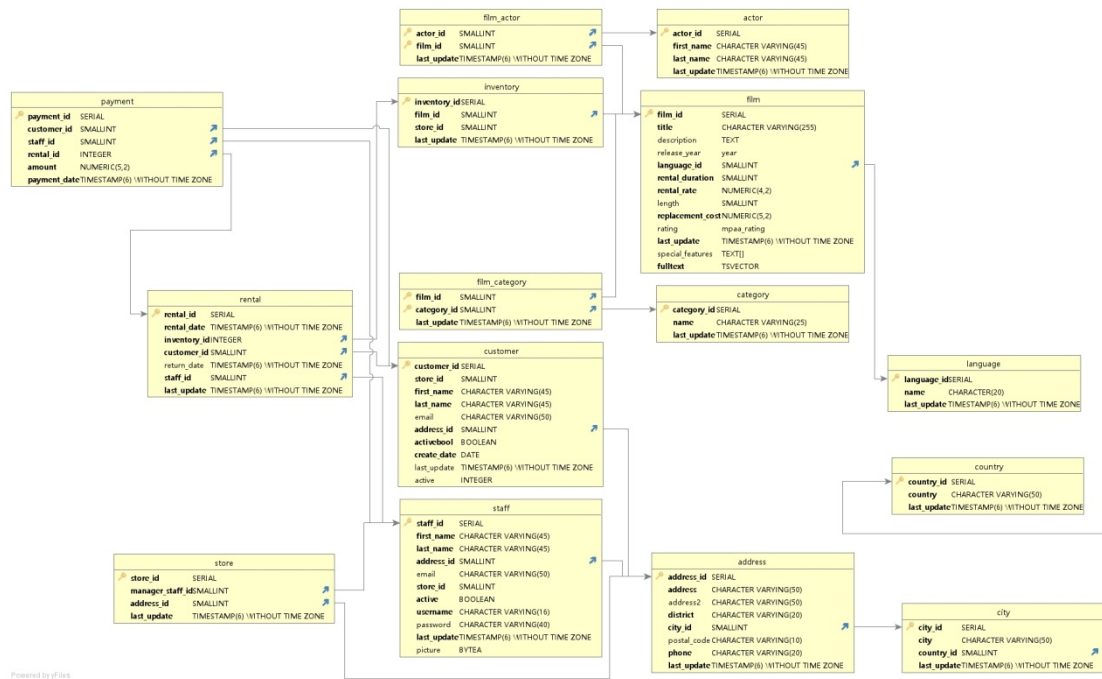 film_actor
actor_id SMALLINT
film_id SMALLINT
last_update TIMESTAMP(6) WITHOUT TIME ZONE
actor
actor_id SERIAL
first_name CHARACTER VARYING(45)
last_name CHARACTER VARYING(45)
last_update TIMESTAMP(6) WITHOUT TIME ZONE
inventory
inventory_id SERIAL
film_id SMALLINT
store_id SMALLINT
last_update TIMESTAMP(6) WITHOUT TIME ZONE
payment
payment_id SERIAL
customer_id SMALLINT
staff_id SMALLINT
rental_id INTEGER
amount NUMERIC(5,2)
payment_date TIMESTAMP(6) WITHOUT TIME ZONE
film
film_id SERIAL
title CHARACTER VARYING(255)
description TEXT
release_year year
language_id SMALLINT
rental_duration SMALLINT
rental_rate NUMERIC(4,2)
length SMALLINT
replacement_cost NUMERIC(5,2)
rating mpaa_rating
last_update TIMESTAMP(6) WITHOUT TIME ZONE
special_features TEXT[]
fulltext TSVECTOR
film_category
film_id SMALLINT
category_id SMALLINT
last_update TIMESTAMP(6) WITHOUT TIME ZONE
category
category_id SERIAL
name CHARACTER VARYING(25)
last_update TIMESTAMP(6) WITHOUT TIME ZONE
rental
rental_id SERIAL
rental_date TIMESTAMP(6) WITHOUT TIME ZONE
inventory_id INTEGER
customer_id SMALLINT
return_date TIMESTAMP(6) WITHOUT TIME ZONE
staff_id SMALLINT
last_update TIMESTAMP(6) WITHOUT TIME ZONE
customer
customer_id SERIAL
store_id SMALLINT
first_name CHARACTER VARYING(45)
last_name CHARACTER VARYING(45)
email CHARACTER VARYING(50)
address_id SMALLINT
activebool BOOLEAN
create_date DATE
last_update TIMESTAMP(6) WITHOUT TIME ZONE
active INTEGER
language
language_id SERIAL
name CHARACTER(20)
last_update TIMESTAMP(6) WITHOUT TIME ZONE
country
country_id SERIAL
country CHARACTER VARYING(50)
last_update TIMESTAMP(6) WITHOUT TIME ZONE
staff
staff_id SERIAL
first_name CHARACTER VARYING(45)
last_name CHARACTER VARYING(45)
address_id SMALLINT
email CHARACTER VARYING(50)
store_id SMALLINT
active BOOLEAN
username CHARACTER VARYING(16)
password CHARACTER VARYING(40)
last_update TIMESTAMP(6) WITHOUT TIME ZONE
picture BYTEA
store
store_id SERIAL
manager_staff_id SMALLINT
address_id SMALLINT
last_update TIMESTAMP(6) WITHOUT TIME ZONE
address
address_id SERIAL
address CHARACTER VARYING(50)
address2 CHARACTER VARYING(50)
district CHARACTER VARYING(20)
city_id SMALLINT
postal_code CHARACTER VARYING(10)
phone CHARACTER VARYING(20)
last_update TIMESTAMP(6) WITHOUT TIME ZONE
city
city_id SERIAL
city CHARACTER VARYING(50)
country_id SMALLINT
last_update TIMESTAMP(6) WITHOUT TIME ZONE
Powered by yFiles